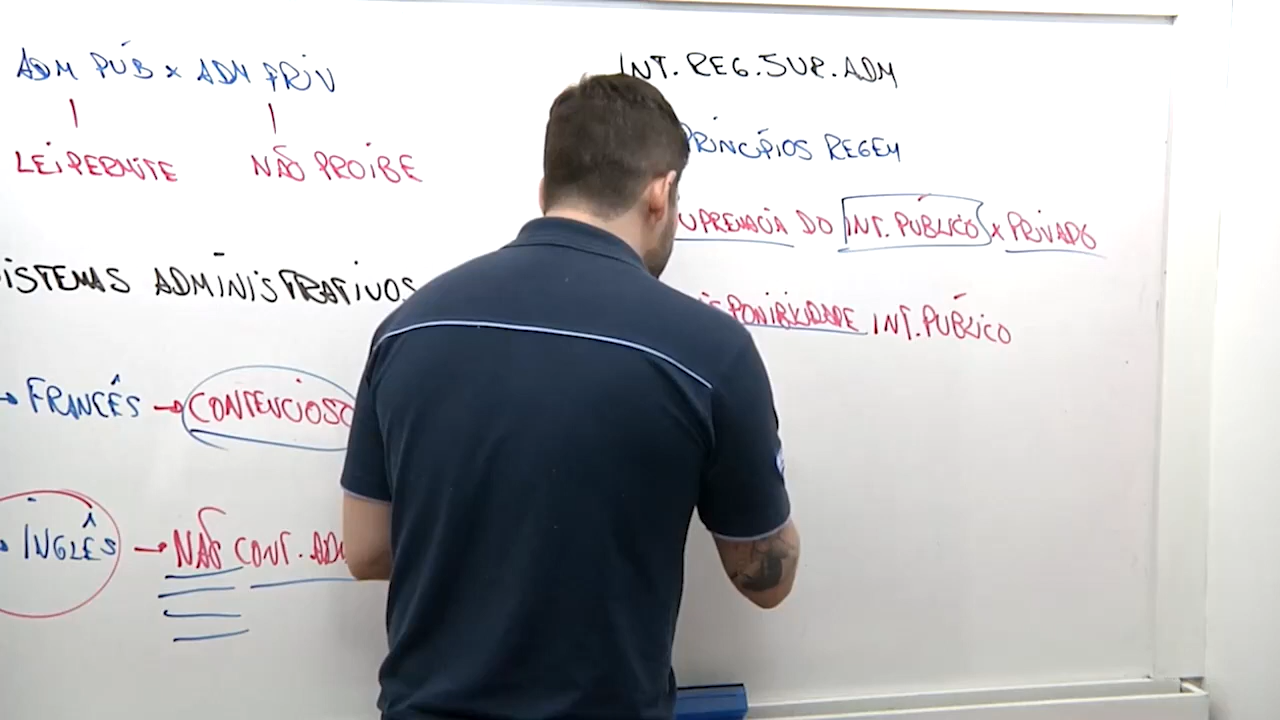 ADM PÚB x ADM PRIV
LEI PERMITE NÃO PROIBE
SISTEMAS ADMINISTRATIVOS
→ FRANCÊS → CONTENCIOSO
→ INGLÊS → NÃO CONT. ADM
INT. REG. SUP. ADM
PRINCÍPIOS REGEM
SUPREMACIA DO INT. PÚBLICO x PRIVADO
INT. PÚBLICO